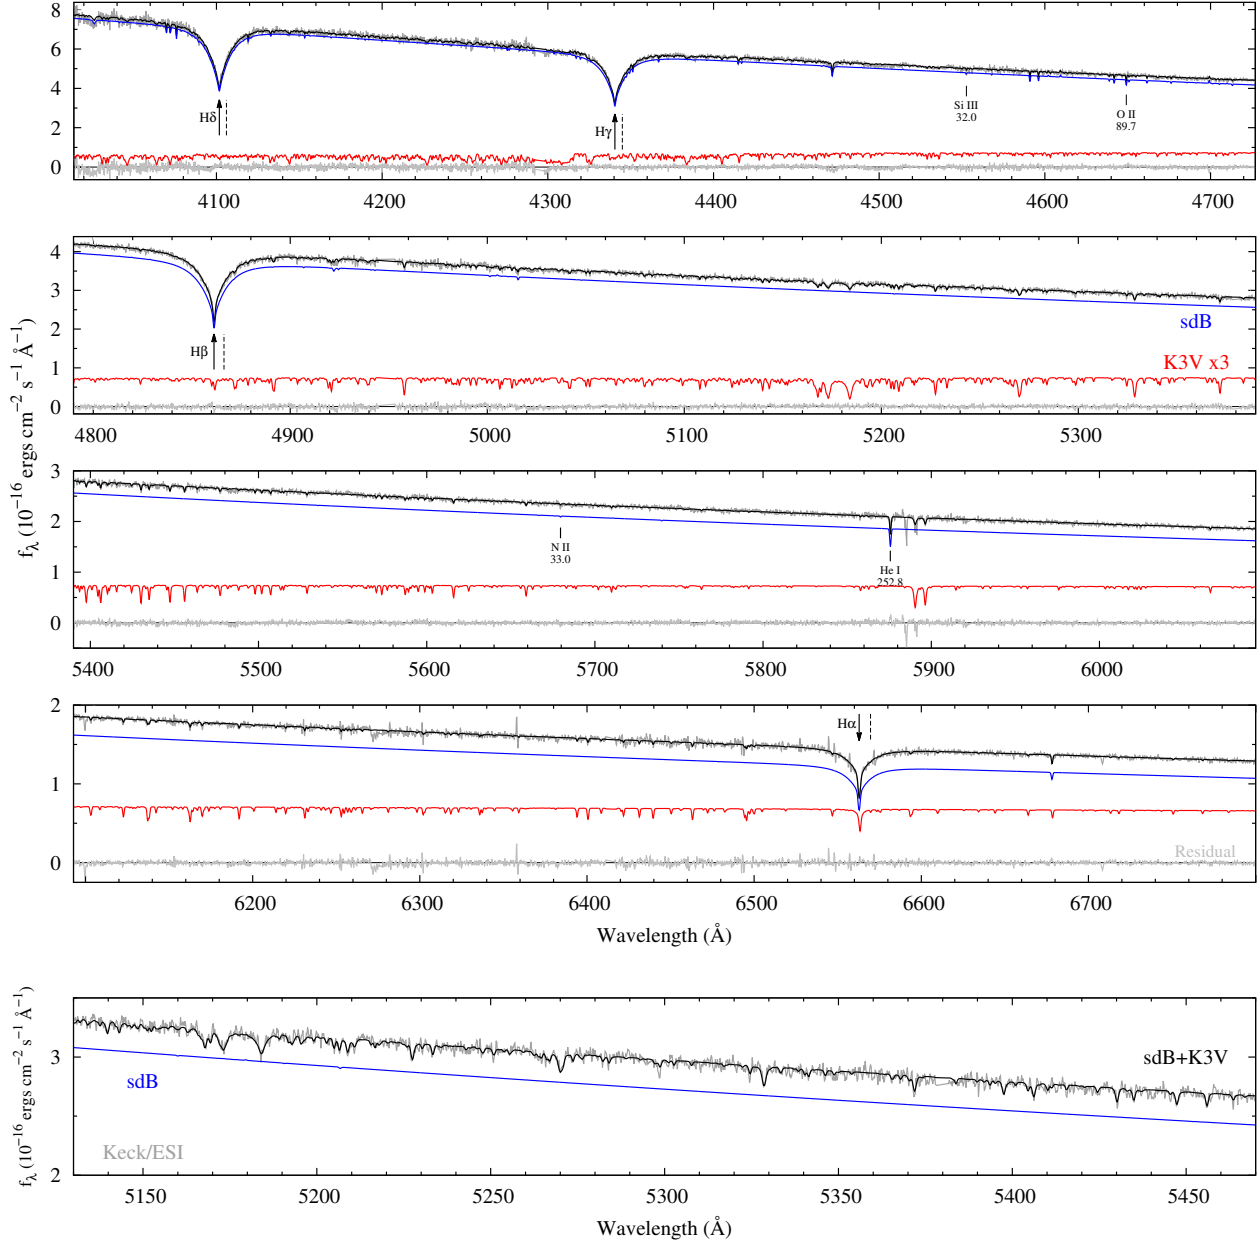 8
6
4
2
0
Hδ
Hγ
Si III
32.0
O II
89.7
4100 4200 4300 4400 4500 4600 4700
4
3
2
1
0
Hβ
sdB
K3V x3
4800 4900 5000 5100 5200 5300
f_λ (10⁻¹⁶ ergs cm⁻² s⁻¹ Å⁻¹)
3
2
1
0
N II
33.0
He I
252.8
5400 5500 5600 5700 5800 5900 6000
2
1
0
Hα
Residual
6200 6300 6400 6500 6600 6700
Wavelength (Å)
f_λ (10⁻¹⁶ ergs cm⁻² s⁻¹ Å⁻¹)
3
2
sdB
sdB+K3V
Keck/ESI
5150 5200 5250 5300 5350 5400 5450
Wavelength (Å)